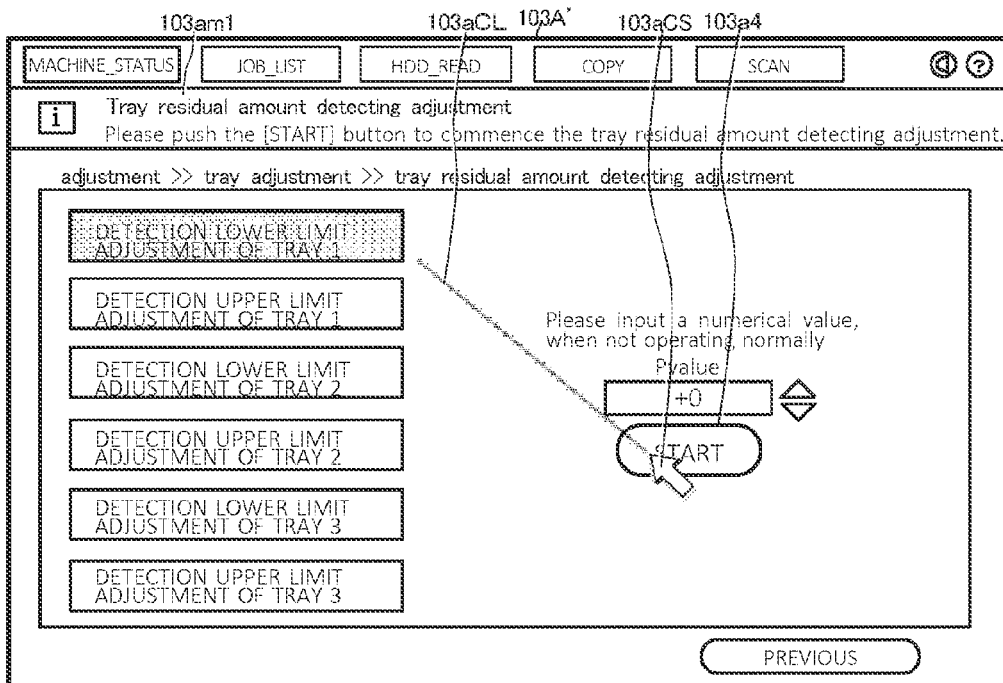 103am1 103aCL 103A' 103aCS 103a4
MACHINE_STATUS JOB_LIST HDD_READ COPY SCAN ?
i Tray residual amount detecting adjustment
Please push the [START] button to commence the tray residual amount detecting adjustment.
adjustment >> tray adjustment >> tray residual amount detecting adjustment
DETECTION LOWER LIMIT
ADJUSTMENT OF TRAY 1
DETECTION UPPER LIMIT
ADJUSTMENT OF TRAY 1
DETECTION LOWER LIMIT
ADJUSTMENT OF TRAY 2
DETECTION UPPER LIMIT
ADJUSTMENT OF TRAY 2
DETECTION LOWER LIMIT
ADJUSTMENT OF TRAY 3
DETECTION UPPER LIMIT
ADJUSTMENT OF TRAY 3
Please input a numerical value,
when not operating normally
Pvalue
+0
START
PREVIOUS